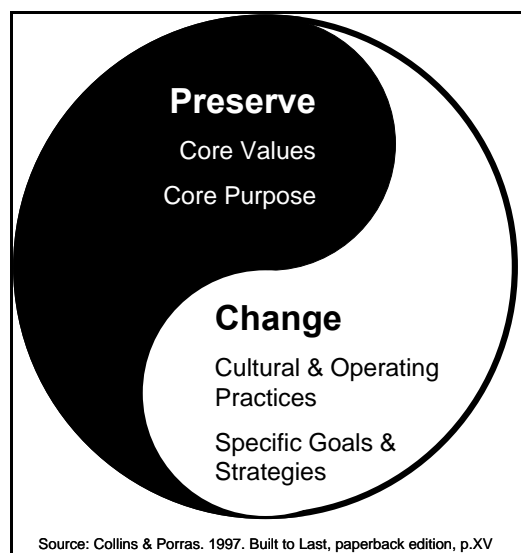 Preserve
Core Values
Core Purpose
Change
Cultural & Operating
Practices
Specific Goals &
Strategies
Source: Collins & Porras. 1997. Built to Last, paperback edition, p.XV